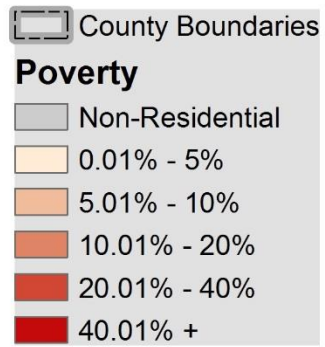 County Boundaries
Poverty
Non-Residential
0.01% - 5%
5.01% - 10%
10.01% - 20%
20.01% - 40%
40.01% +